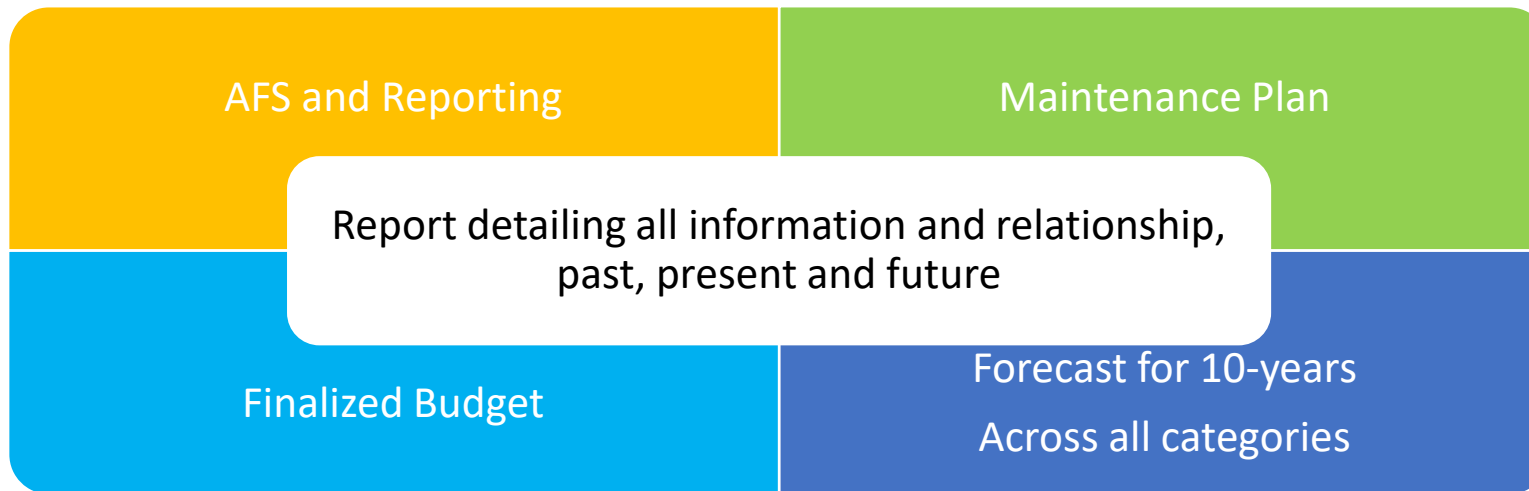 AFS and Reporting
Maintenance Plan
Report detailing all information and relationship,
past, present and future
Finalized Budget
Forecast for 10-years
Across all categories